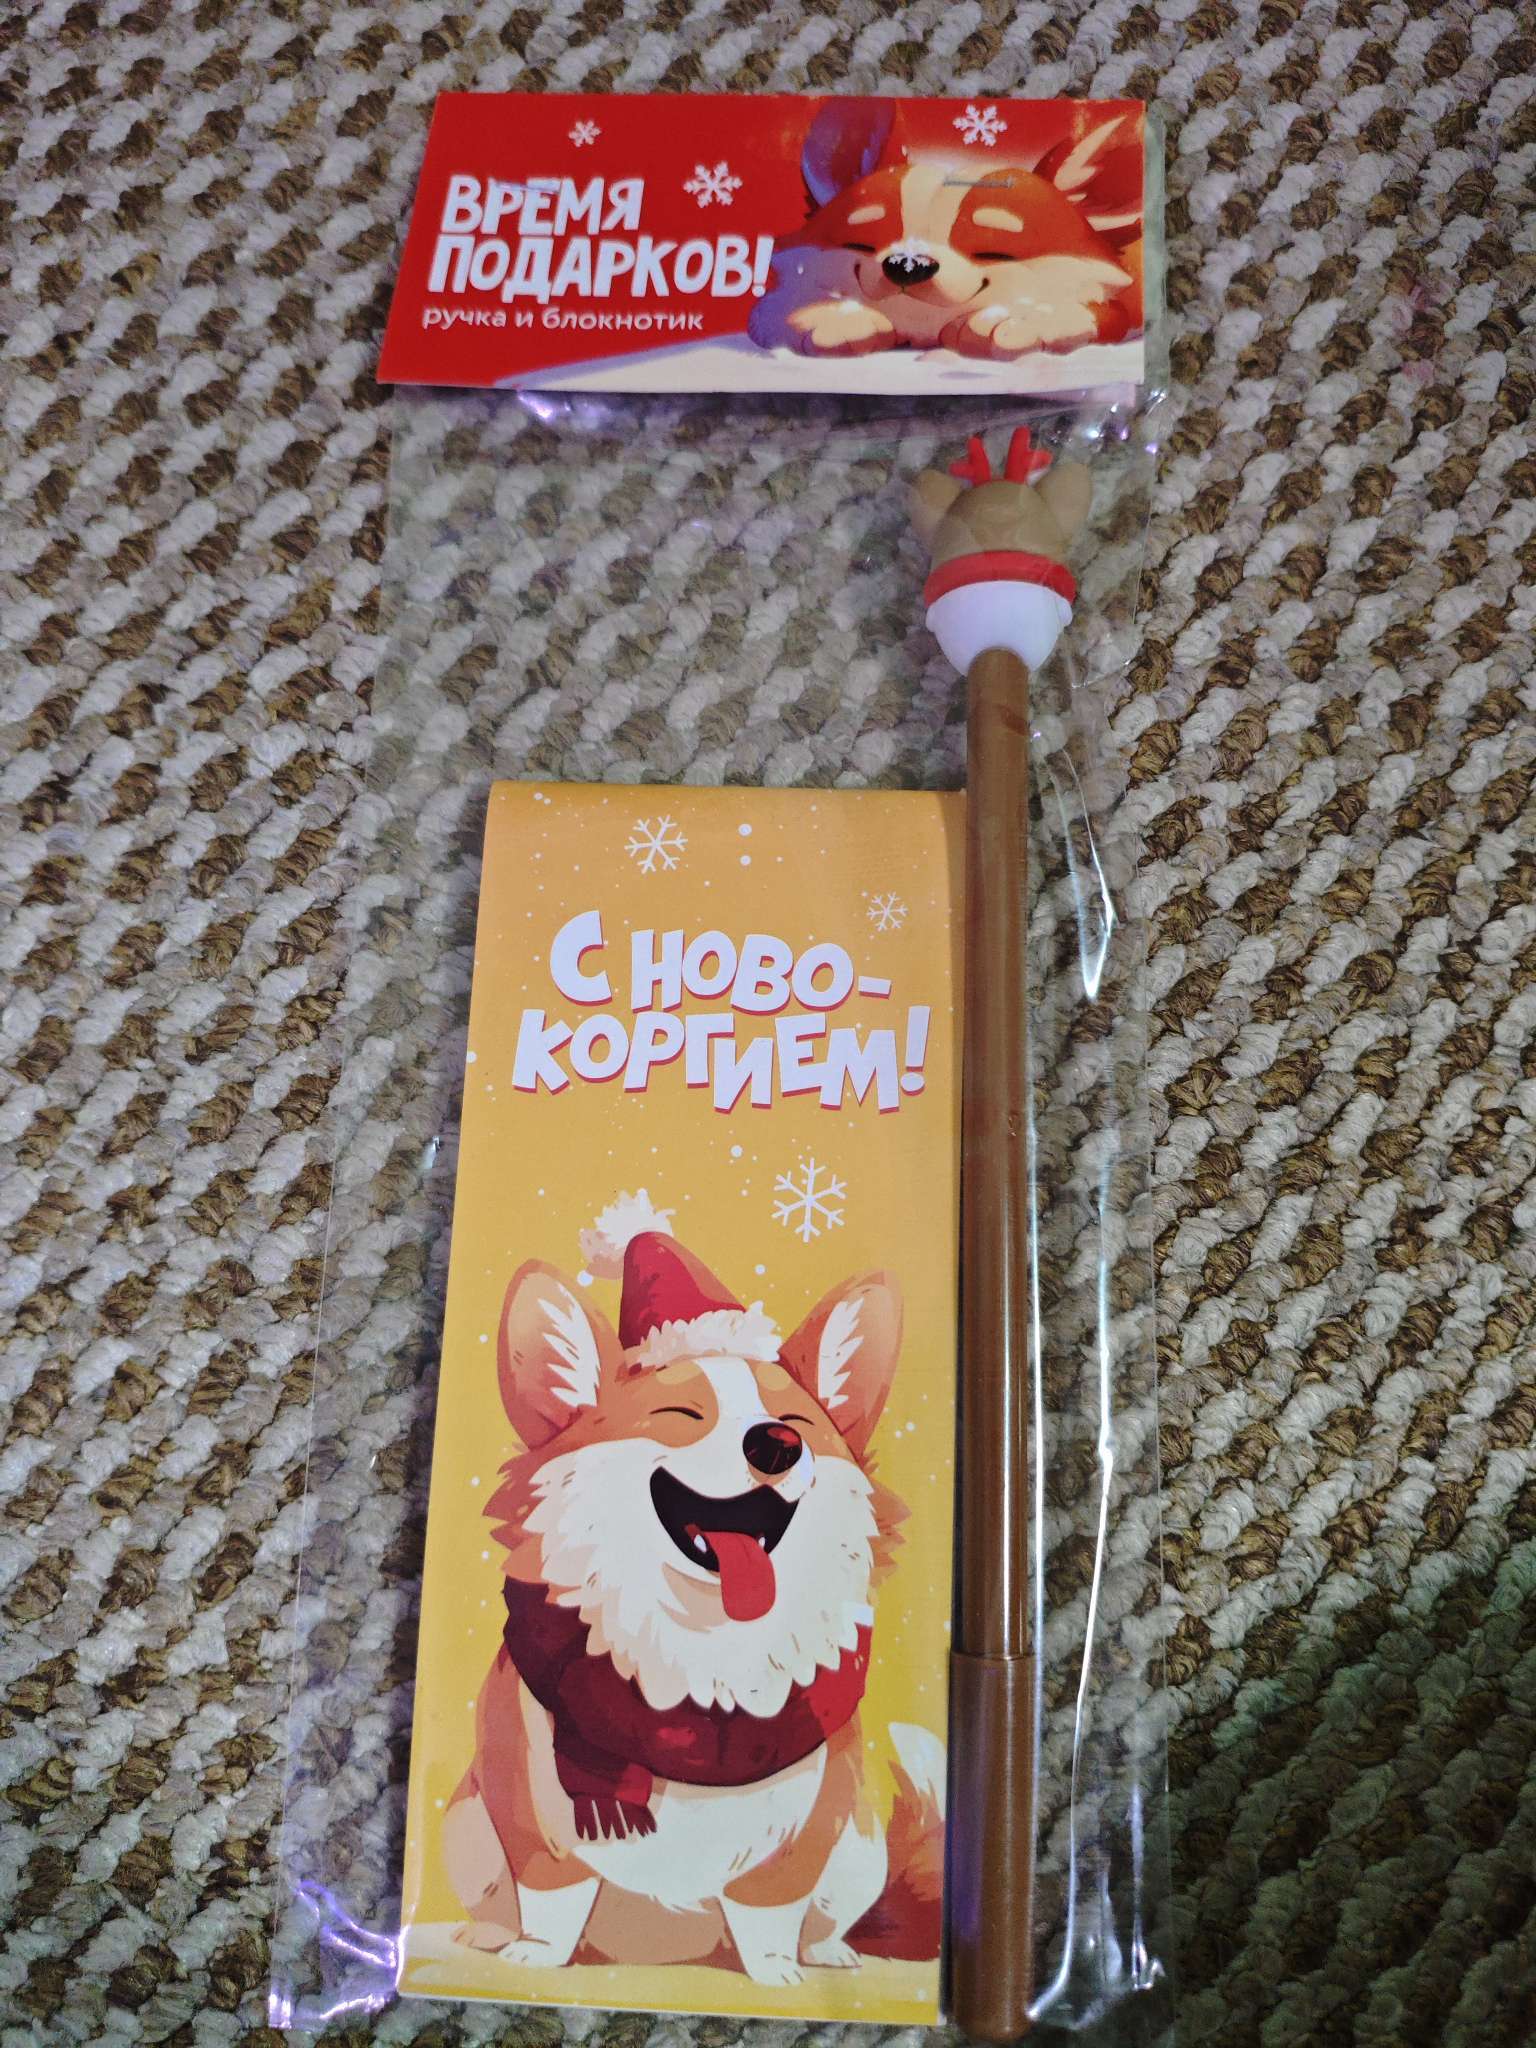 ВРЕМЯ
ПОДАРКОВ!
ручка и блокнотик
С НОВО-
КОРГИЕМ!